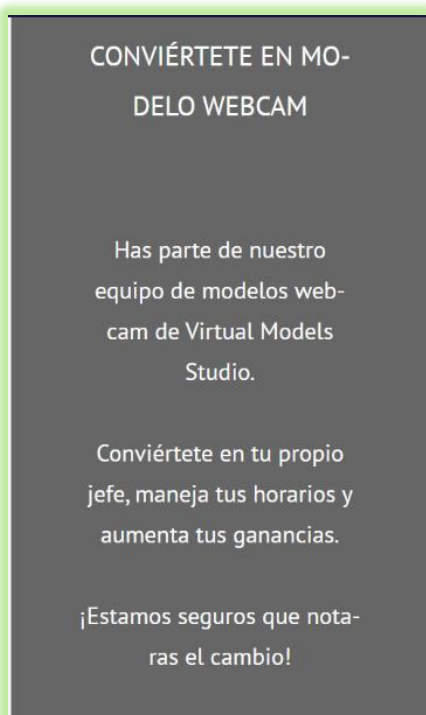 CONVIÉRTETE EN MO-
DELO WEBCAM
Has parte de nuestro
equipo de modelos web-
cam de Virtual Models
Studio.
Conviértete en tu propio
jefe, maneja tus horarios y
aumenta tus ganancias.
¡Estamos seguros que nota-
ras el cambio!